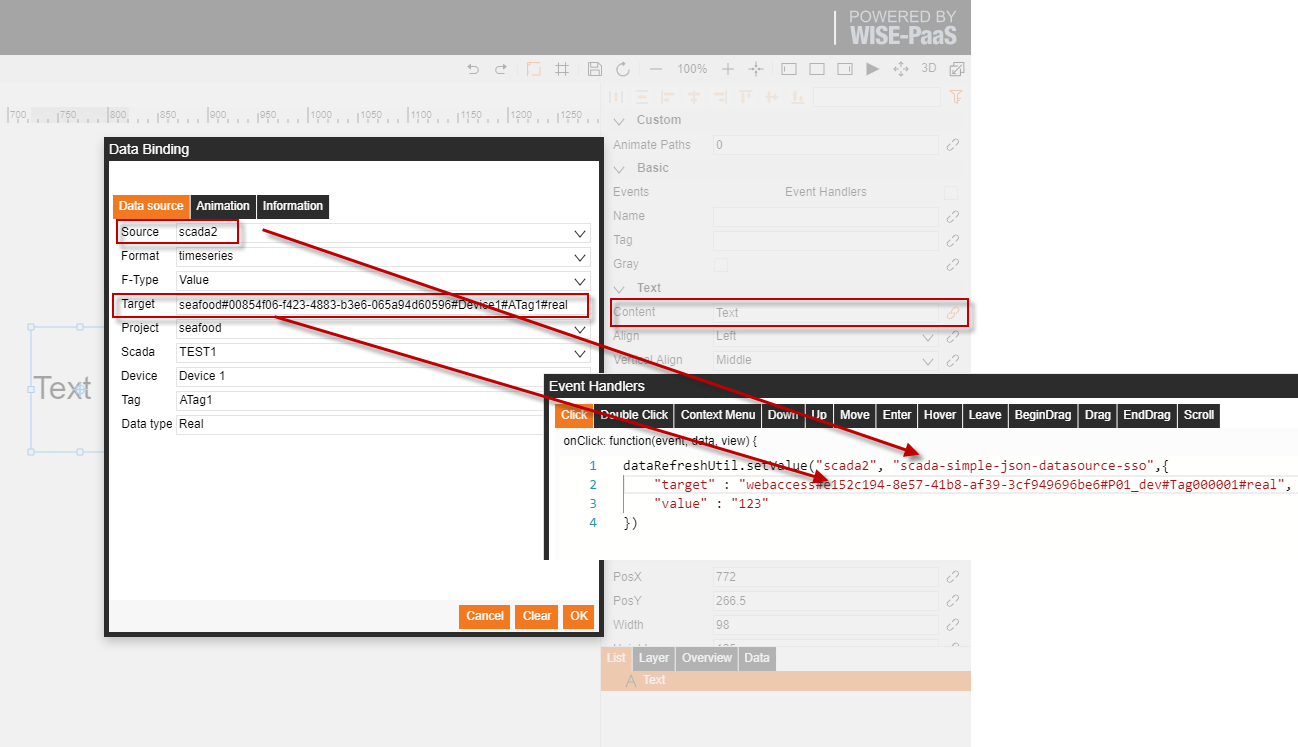 POWERED BY
WISE-PaaS
100%
3D
700 750 800 850 900 950 1000 1050 1100 1150 1200 1250
Custom
Animate Paths 0
Basic
Events Event Handlers
Name
Tag
Gray
Text
Content Text
Align Left
Vertical Align Middle
Data Binding
Data source Animation Information
Source scada2
Format timeseries
F-Type Value
Target seafood#00854f06-f423-4883-b3e6-065a94d60596#Device1#ATag1#real
Project seafood
Scada TEST1
Device Device 1
Tag ATag1
Data type Real
Cancel Clear OK
Text
Event Handlers
Click Double Click Context Menu Down Up Move Enter Hover Leave BeginDrag Drag EndDrag Scroll
onClick: function(event, data, view) {
1 dataRefreshUtil.setValue("scada2", "scada-simple-json-datasource-sso",{
2 "target" : "webaccess#e152c194-8e57-41b8-af39-3cf949696be6#P01_dev#Tag000001#real",
3 "value" : "123"
4 })
PosX 772
PosY 266.5
Width 98
List Layer Overview Data
A Text